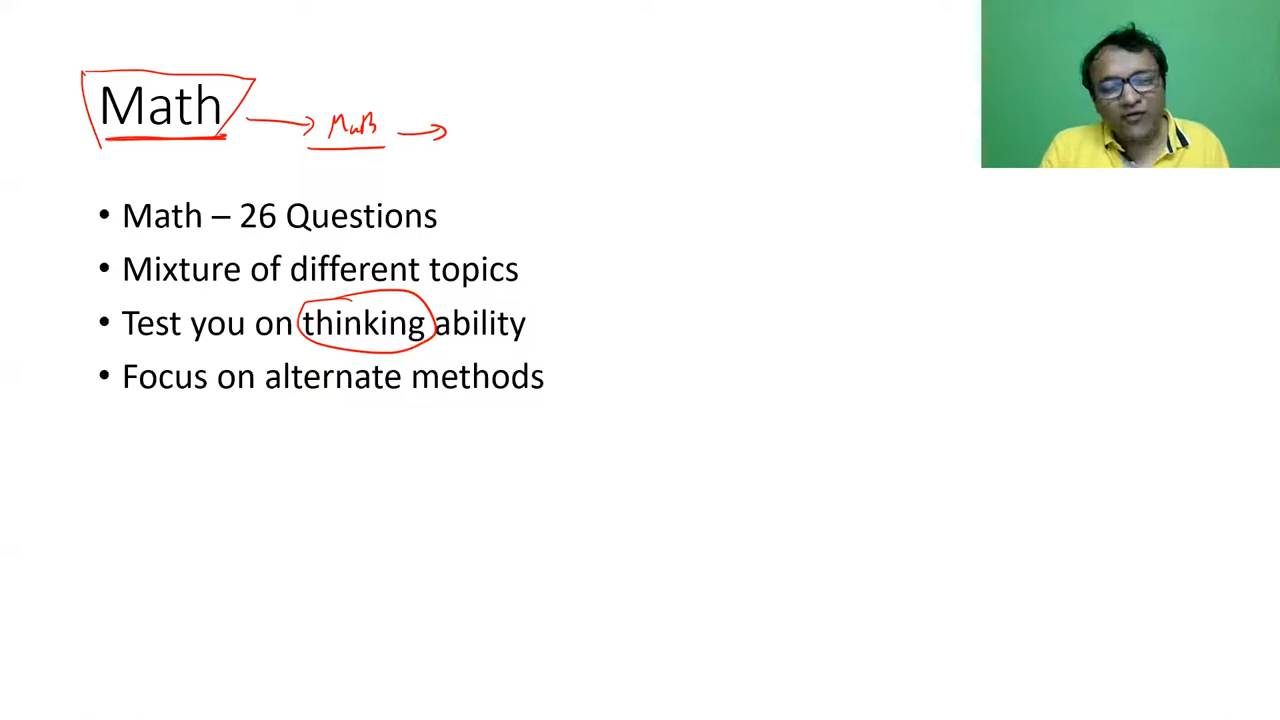 Math
• Math – 26 Questions
• Mixture of different topics
• Test you on thinking ability
• Focus on alternate methods